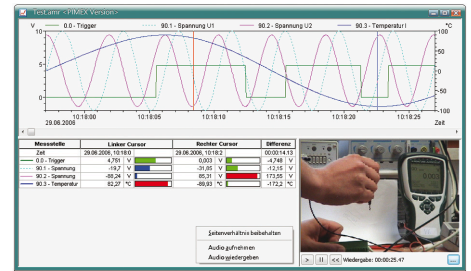 Test.amr <PIMEX Version>
V 0.0 - Trigger 90.1 - Spannung U1 90.2 - Spannung U2 90.3 - Temperatur I °C
10 100
5 50
0
0 -50
-100
10:18:00 10:18:05 10:18:10 10:18:15 10:18:20 10:18:25
29.06.2006 Zeit
Messstelle Linker Cursor Rechter Cursor Differenz
Zeit 29.06.2006, 10:18:0 29.06.2006, 10:18:2 00:00:14.13
0.0 - Trigger 4,751 V 0,003 V -4,748 V
90.1 - Spannung -19,7 V -31,85 V -12,15 V
90.2 - Spannung -88,24 V 85,31 V 173,55 V
90.3 - Temperatur 82,27 °C -89,93 °C -172,2 °C
Seitenverhältnis beibehalten
Audio aufnehmen
Audio wiedergeben
> II << Wiedergabe: 00:00:25.47 ...